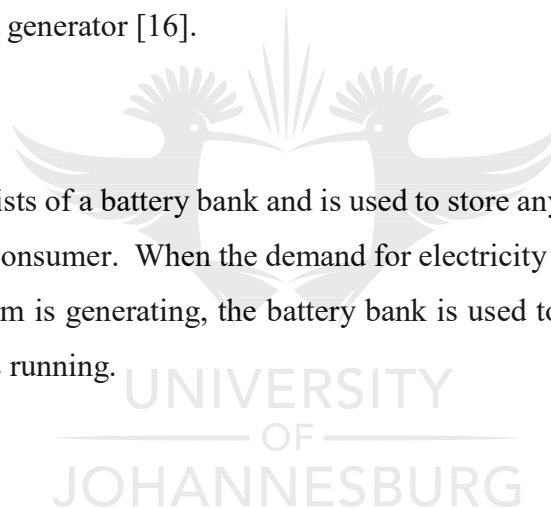 generator [16].
ists of a battery bank and is used to store any
onsumer. When the demand for electricity
m is generating, the battery bank is used to
running.
UNIVERSITY
OF
JOHANNESBURG